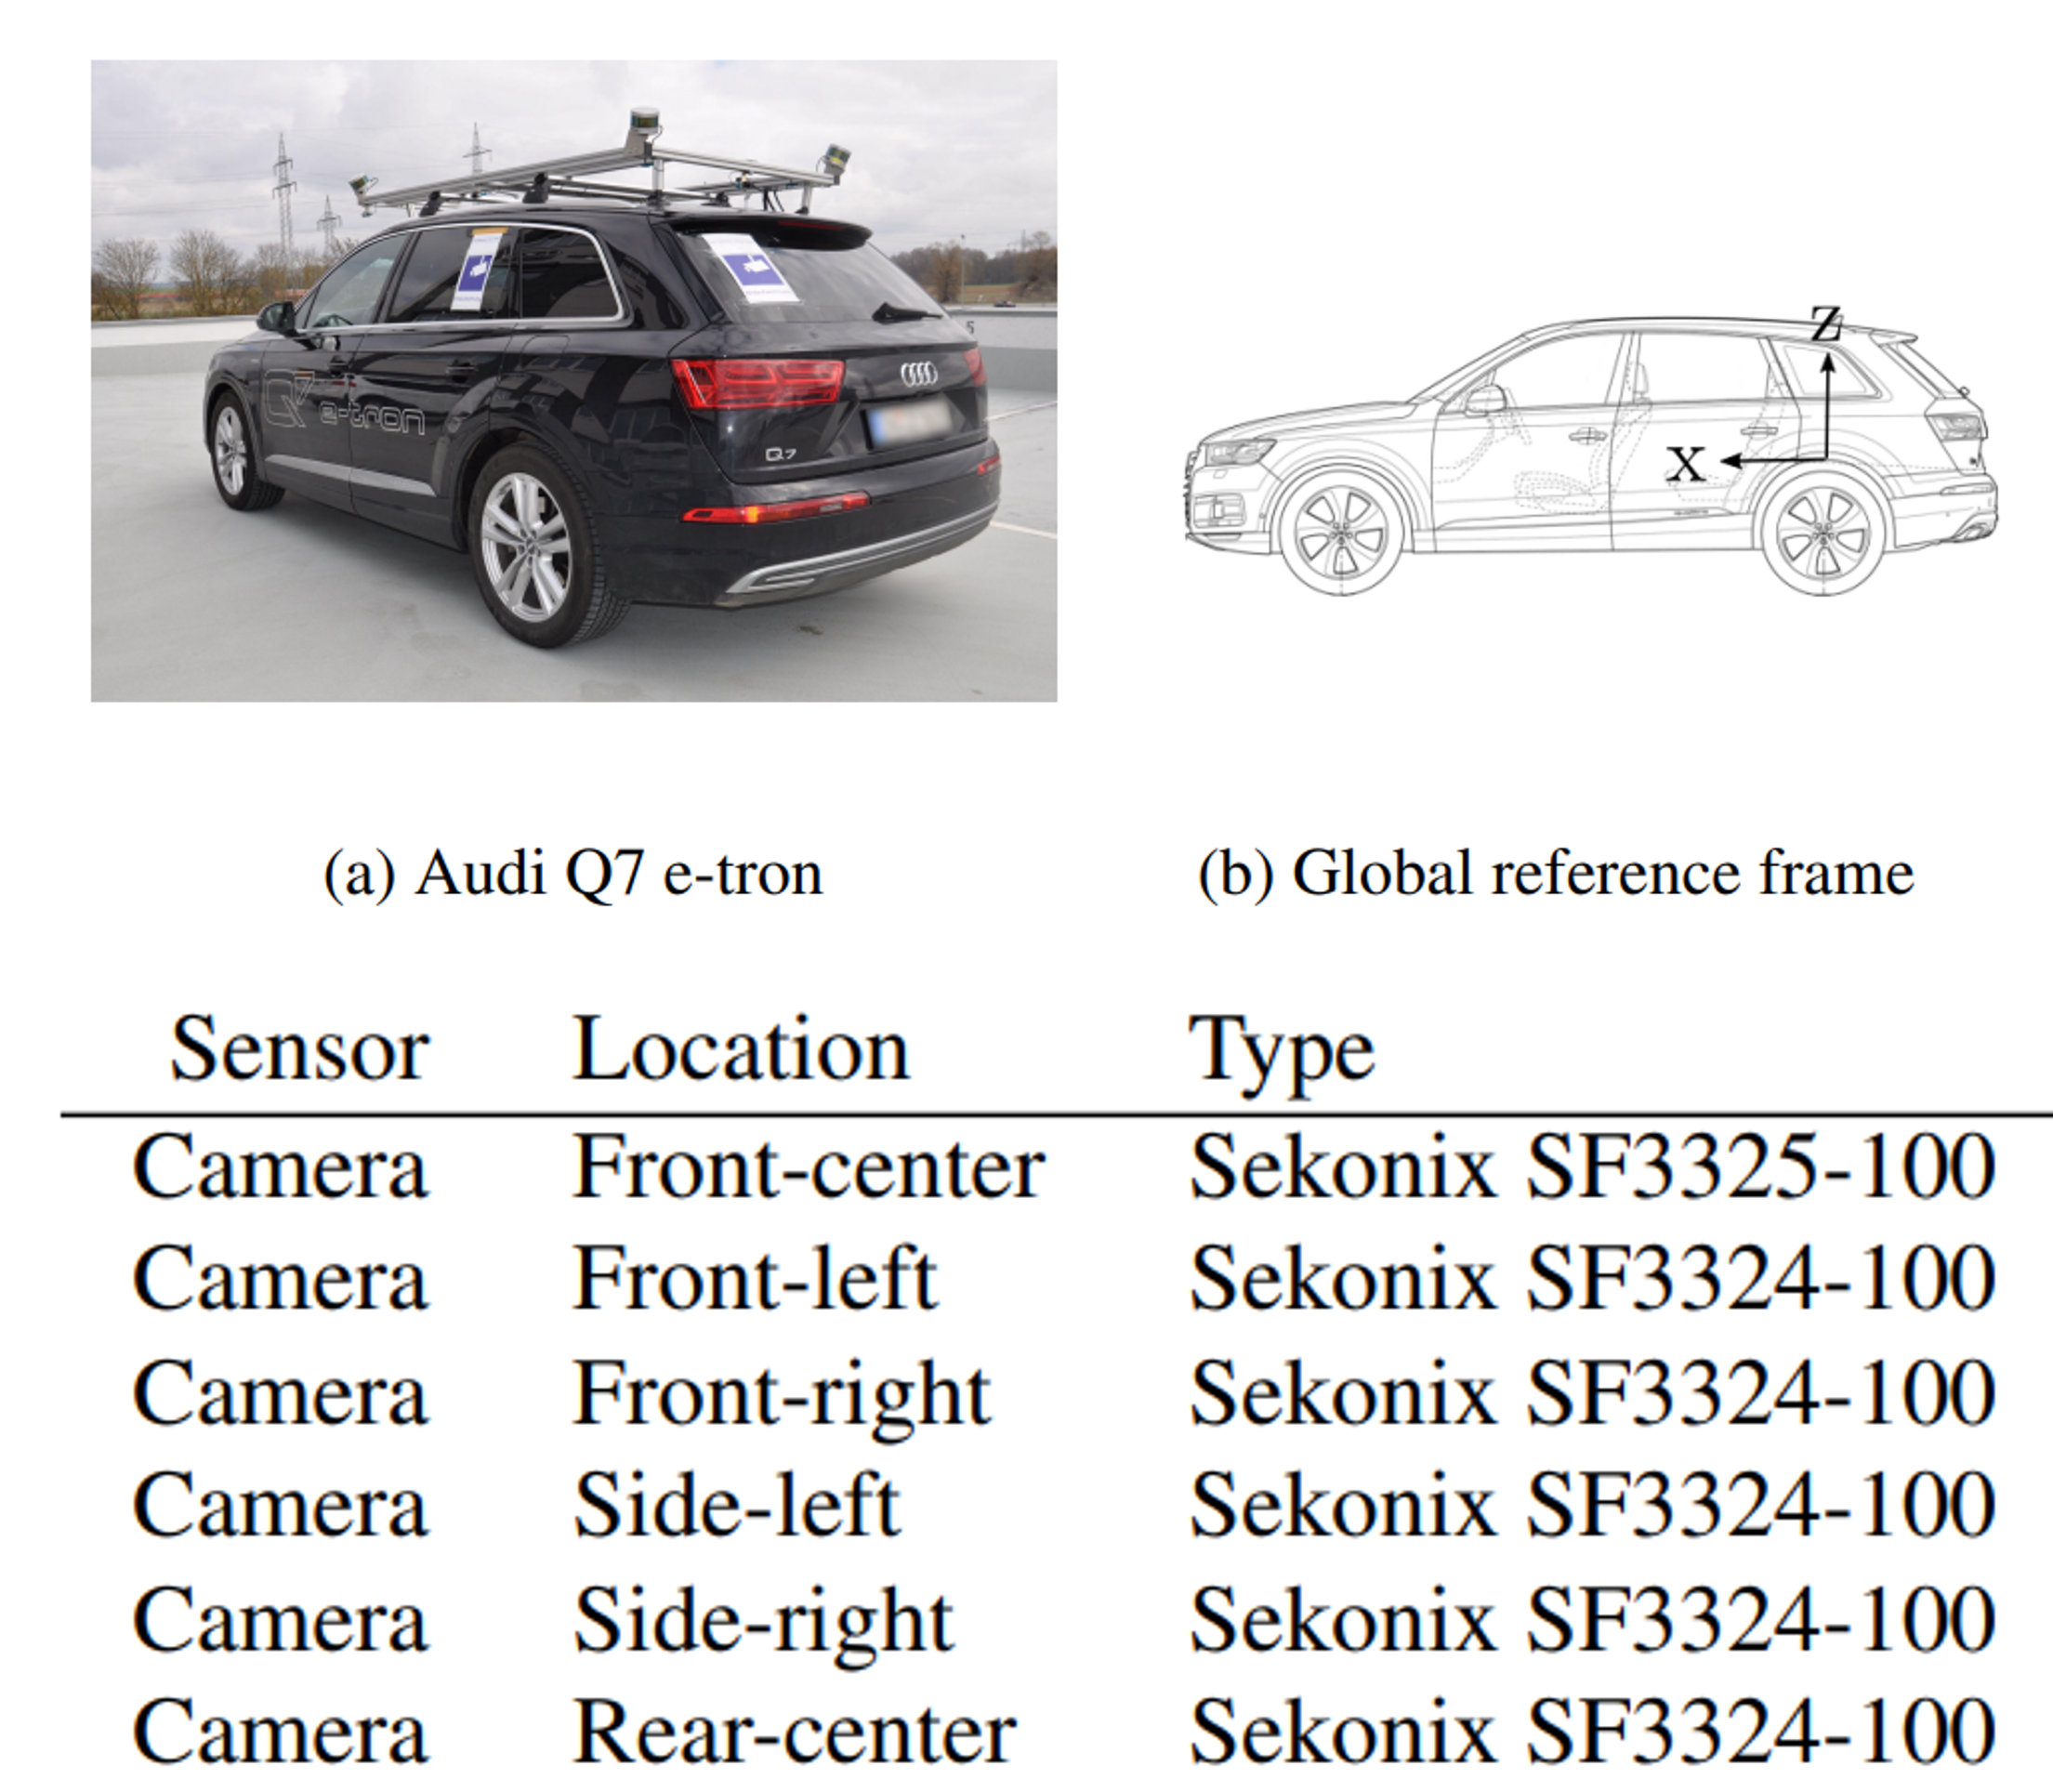 Q7 e-tron
Q7
5
Z
X
(a) Audi Q7 e-tron
(b) Global reference frame
Sensor Location Type
Camera Front-center Sekonix SF3325-100
Camera Front-left Sekonix SF3324-100
Camera Front-right Sekonix SF3324-100
Camera Side-left Sekonix SF3324-100
Camera Side-right Sekonix SF3324-100
Camera Rear-center Sekonix SF3324-100